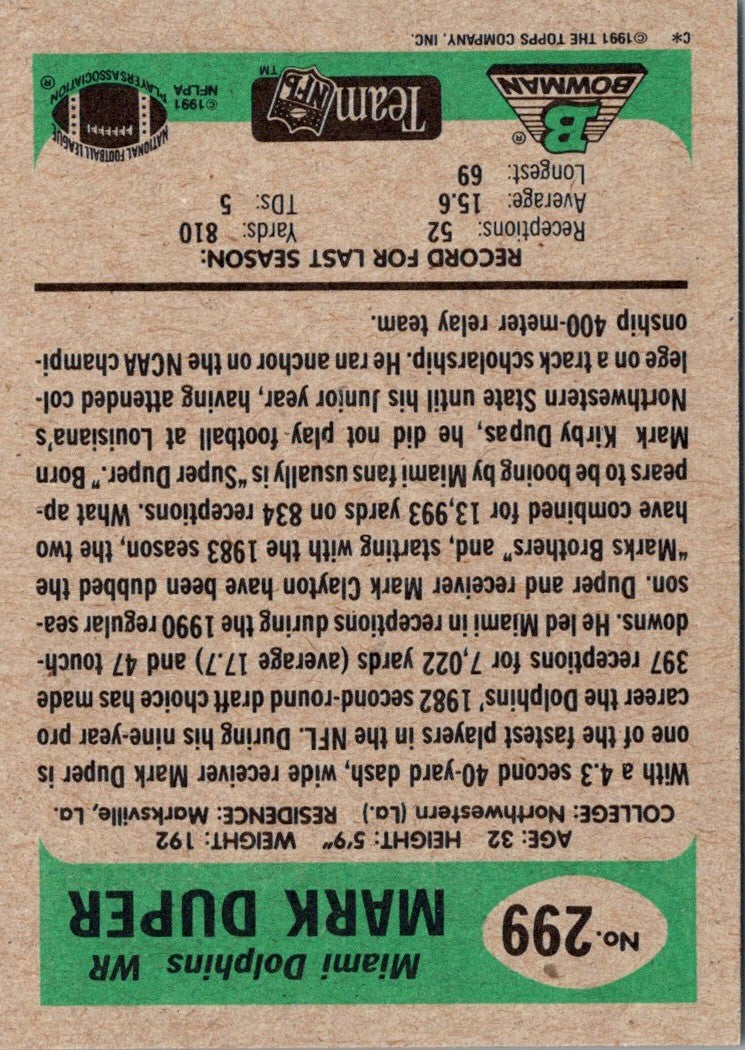 No. 299
Miami Dolphins WR
MARK DUPER
AGE: 32 HEIGHT: 5'9" WEIGHT: 192
COLLEGE: Northwestern (La.) RESIDENCE: Marksville, La.
With a 4.3 second 40-yard dash, wide receiver Mark Duper is
one of the fastest players in the NFL. During his nine-year pro
career the Dolphins' 1982 second-round draft choice has made
397 receptions for 7,022 yards (average 17.7) and 47 touch-
downs. He led Miami in receptions during the 1990 regular sea-
son. Duper and receiver Mark Clayton have been dubbed the
"Marks Brothers" and, starting with the 1983 season, the two
have combined for 13,993 yards on 834 receptions. What ap-
pears to be booing by Miami fans usually is "Super Duper." Born
Mark Kirby Dupas, he did not play football at Louisiana's
Northwestern State until his Junior year, having attended col-
lege on a track scholarship. He ran anchor on the NCAA champi-
onship 400-meter relay team.
RECORD FOR LAST SEASON:
Receptions: 52 Yards: 810
Average: 15.6 TDs: 5
Longest: 69
B®
BOWMAN
Team NFL™
NATIONAL FOOTBALL LEAGUE
PLAYERS ASSOCIATION®
©1991
NFLPA
C* ©1991 THE TOPPS COMPANY, INC.